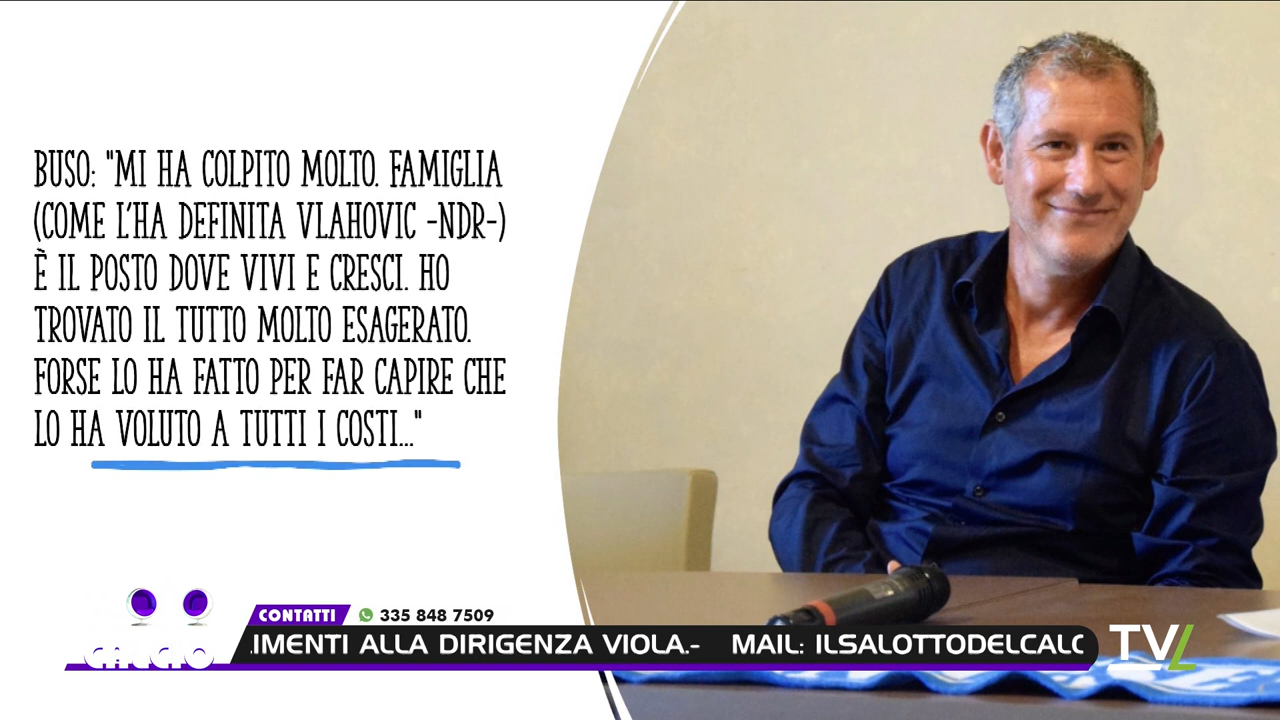 BUSO: "MI HA COLPITO MOLTO. FAMIGLIA
(COME L'HA DEFINITA VLAHOVIC -NDR-)
È IL POSTO DOVE VIVI E CRESCI. HO
TROVATO IL TUTTO MOLTO ESAGERATO.
FORSE LO HA FATTO PER FAR CAPIRE CHE
LO HA VOLUTO A TUTTI I COSTI..."
CONTATTI 335 848 7509
.IMENTI ALLA DIRIGENZA VIOLA.- MAIL: ILSALOTTODELCALC
CALCIO
TVL